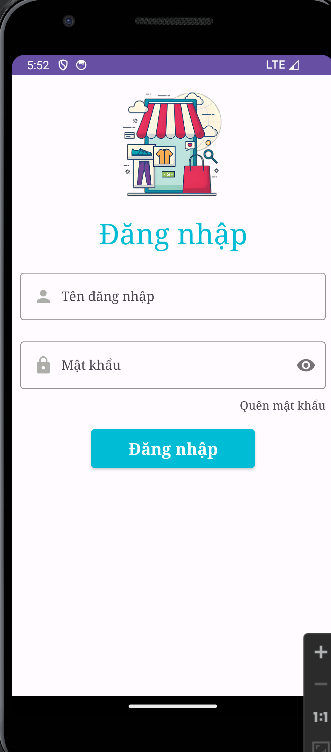 5:52
LTE
Đăng nhập
Tên đăng nhập
Mật khẩu
Quên mật khẩu
Đăng nhập
1:1